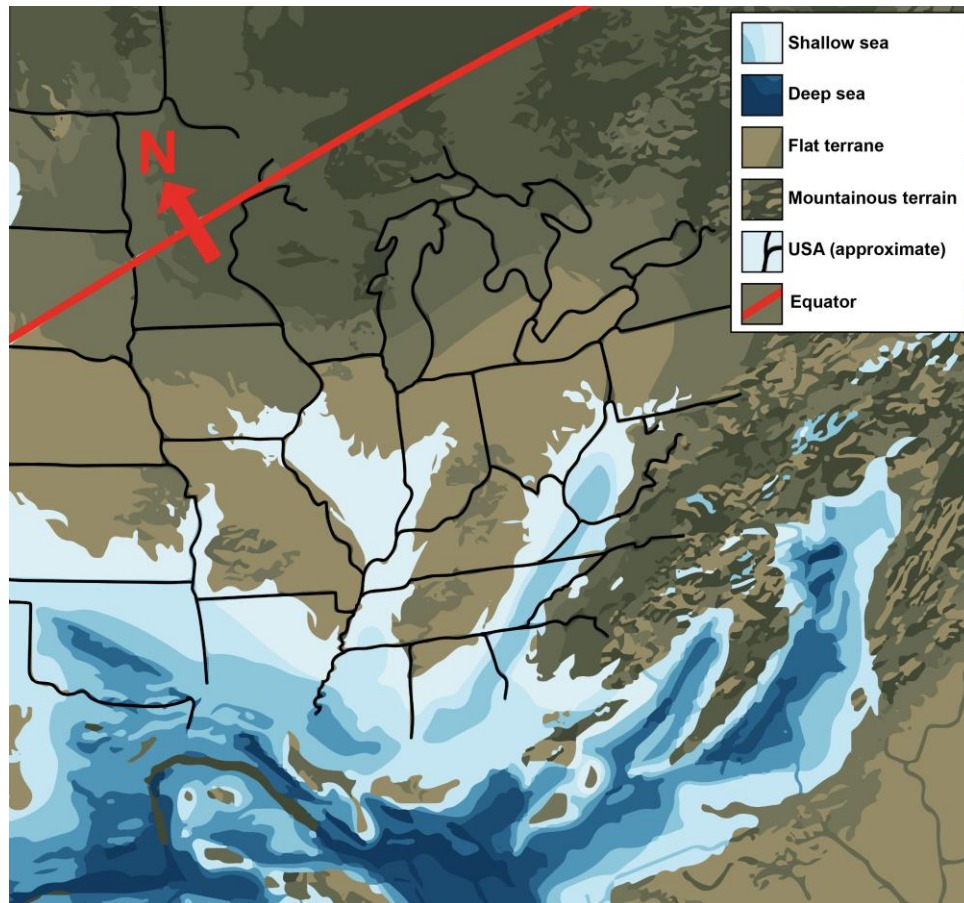 N
Shallow sea
Deep sea
Flat terrane
Mountainous terrain
USA (approximate)
Equator